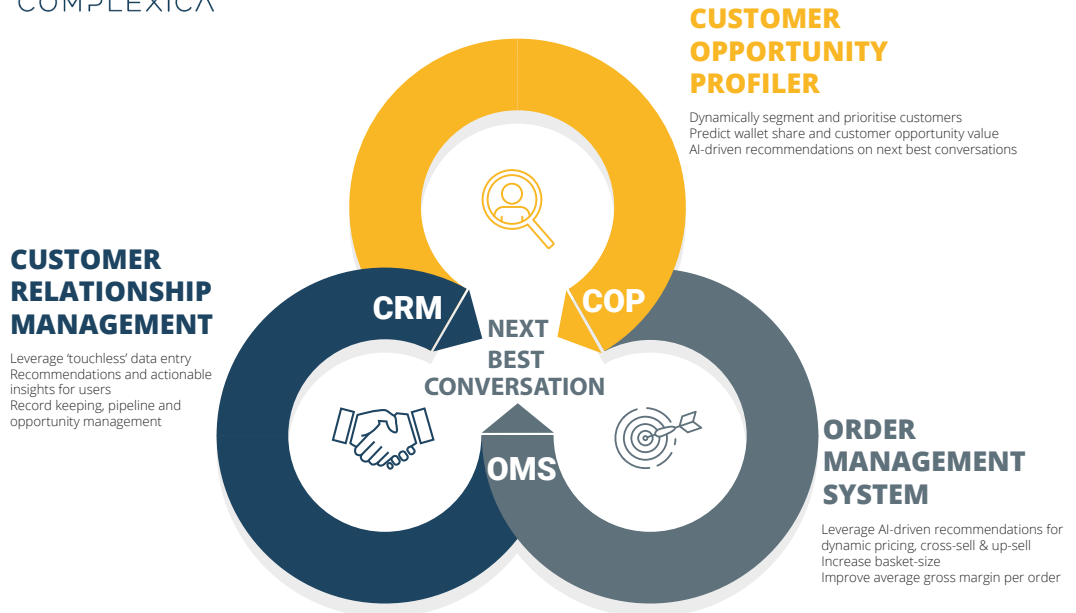 COMPLEXICA
CUSTOMER
OPPORTUNITY
PROFILER
Dynamically segment and prioritise customers
Predict wallet share and customer opportunity value
AI-driven recommendations on next best conversations
CUSTOMER
RELATIONSHIP
MANAGEMENT
Leverage ‘touchless’ data entry
Recommendations and actionable
insights for users
Record keeping, pipeline and
opportunity management
CRM
COP
NEXT
BEST
CONVERSATION
OMS
ORDER
MANAGEMENT
SYSTEM
Leverage AI-driven recommendations for
dynamic pricing, cross-sell & up-sell
Increase basket-size
Improve average gross margin per order